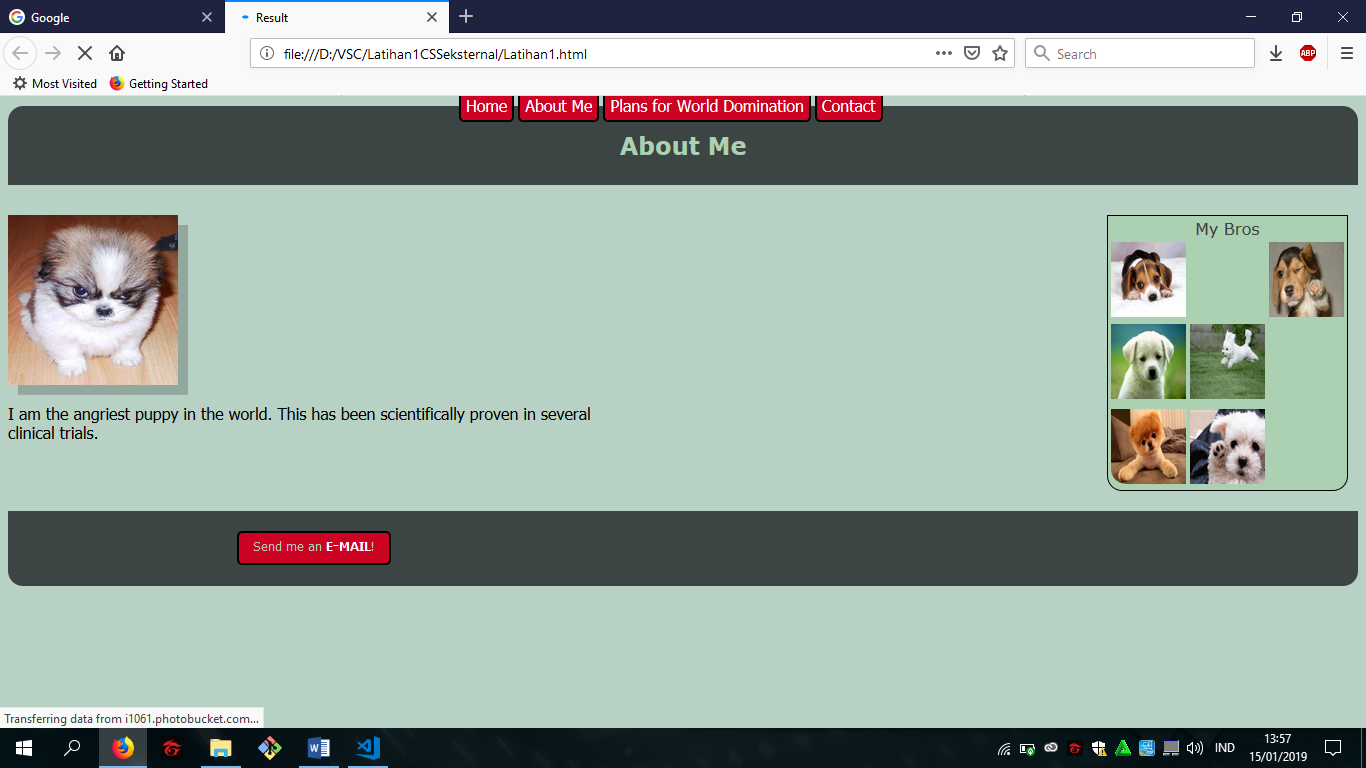 Google
Result
file:///D:/VSC/Latihan1CSSeksternal/Latihan1.html
Search
ABP
Most Visited
Getting Started
Home
About Me
Plans for World Domination
Contact
About Me
My Bros
I am the angriest puppy in the world. This has been scientifically proven in several
clinical trials.
Send me an E-MAIL!
Transferring data from i1061.photobucket.com...
IND
13:57
15/01/2019